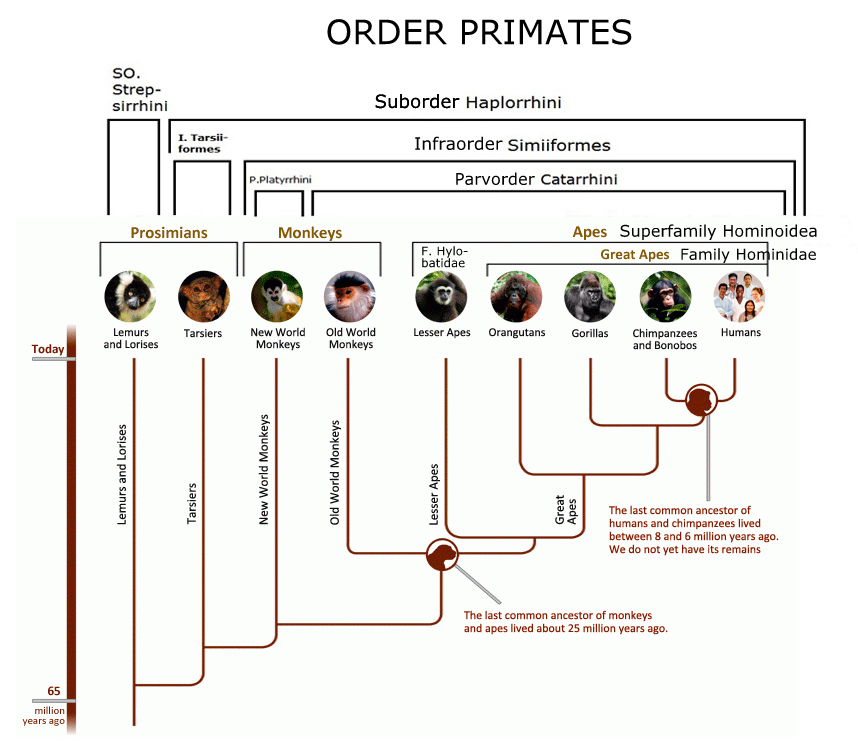 ORDER PRIMATES
SO.
Strep-
sirrhini
Suborder Haplorrhini
I. Tarsii-
formes
Infraorder Simiiformes
P.Platyrrhini
Parvorder Catarrhini
Prosimians
Monkeys
Apes Superfamily Hominoidea
F. Hylo-
batidae
Great Apes Family Hominidae
Lemurs
and Lorises
Tarsiers
New World
Monkeys
Old World
Monkeys
Lesser Apes
Orangutans
Gorillas
Chimpanzees
and Bonobos
Humans
Today
Lemurs and Lorises
Tarsiers
New World Monkeys
Old World Monkeys
Lesser Apes
Great
Apes
The last common ancestor of
humans and chimpanzees lived
between 8 and 6 million years ago.
We do not yet have its remains
The last common ancestor of monkeys
and apes lived about 25 million years ago.
65
million
years ago